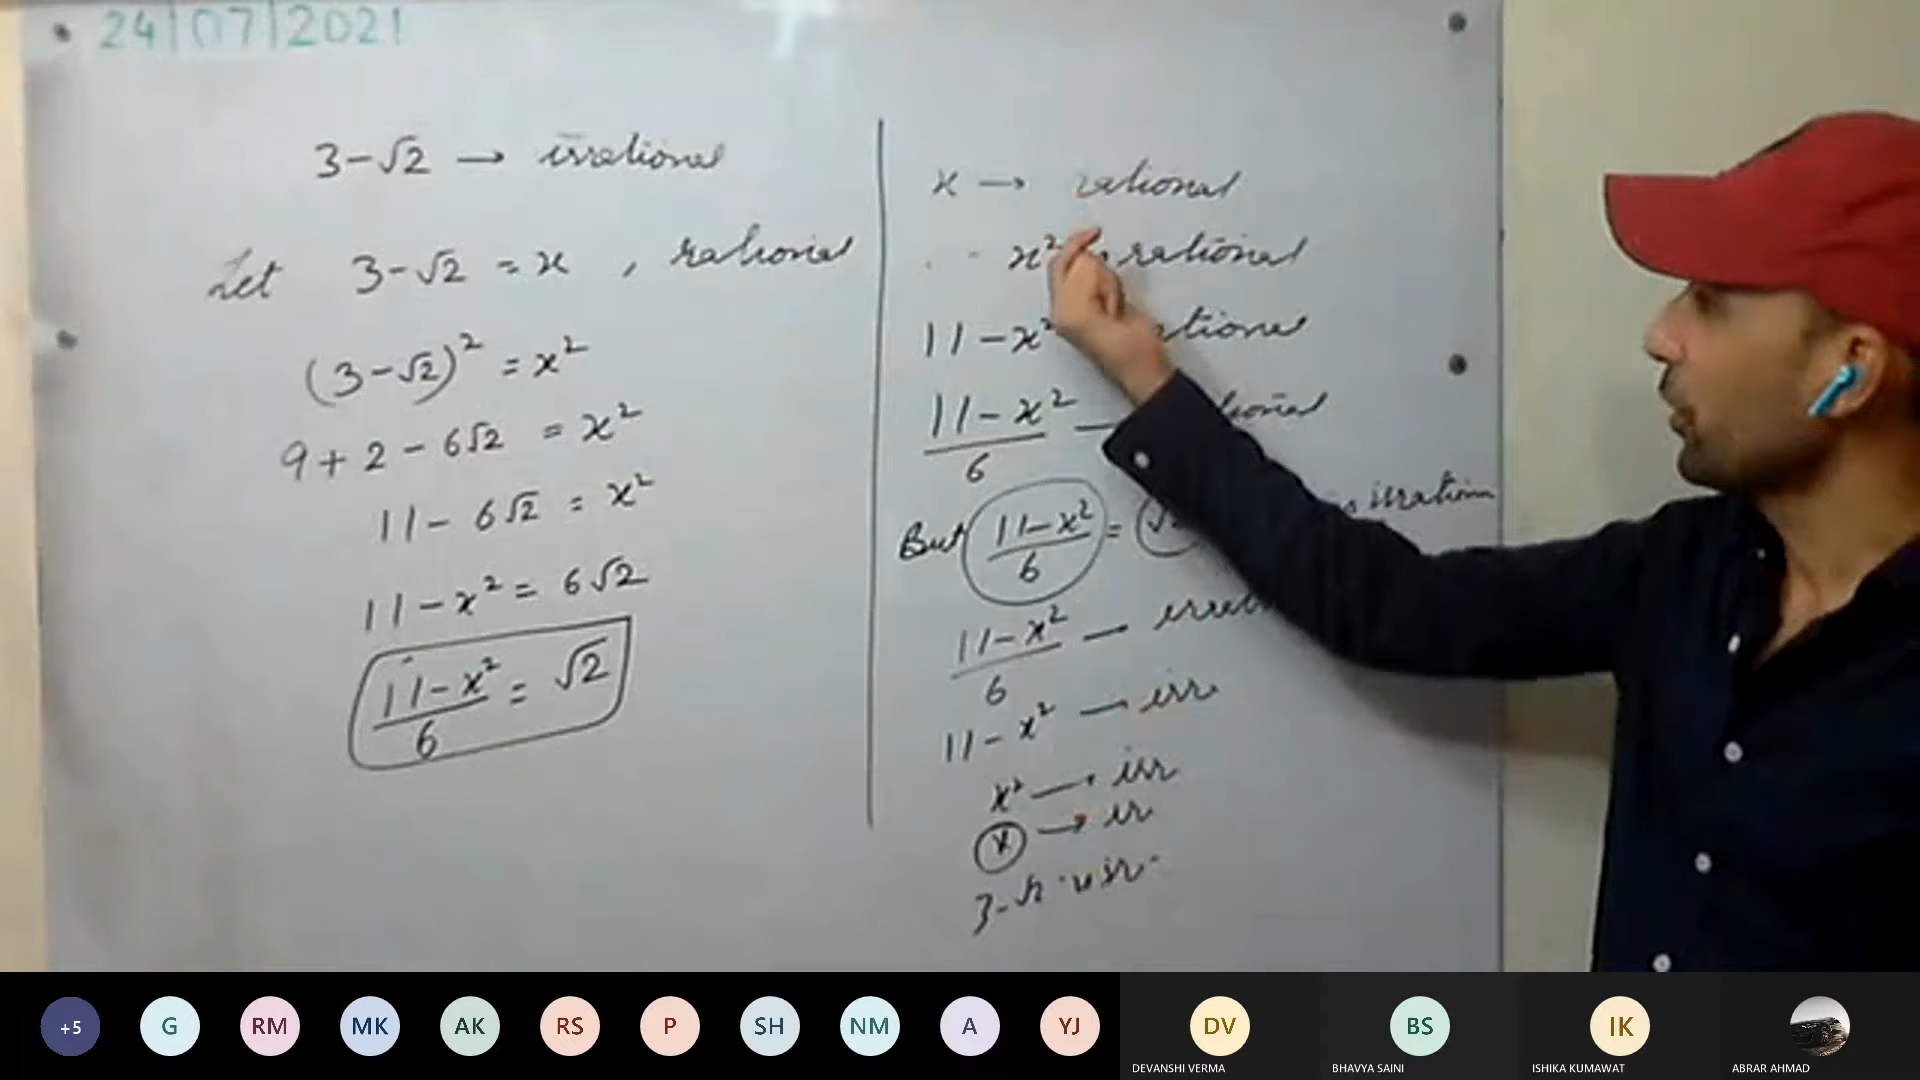 24/07/2021
3-√2 → irrational
Let 3-√2 = x , rational
(3-√2)² = x²
9+2-6√2 = x²
11-6√2 = x²
11-x² = 6√2
11-x²/6 = √2
x → rational
x² rational
11-x²
11-x²/6 —
But 11-x²/6 =
11-x²/6 —
11-x² — irr
x² — irr
x → ir
+5
G
RM
MK
AK
RS
P
SH
NM
A
YJ
DV
BS
IK
DEVANSHI VERMA
BHAVYA SAINI
ISHIKA KUMAWAT
ABRAR AHMAD